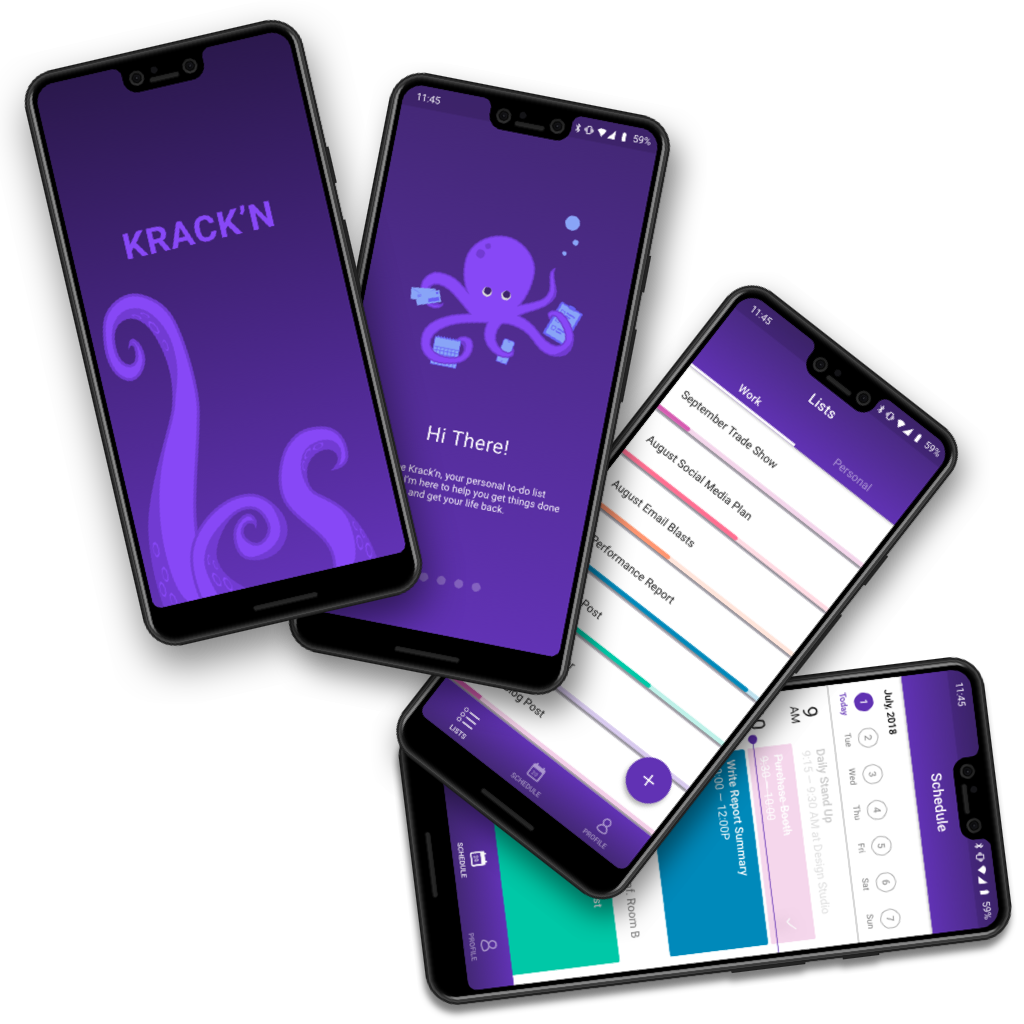 KRACK'N
11:45
59%
Hi There!
Krack'n, your personal to-do list
I'm here to help you get things done
and get your life back.
11:45
59%
Lists
Work
Personal
September Trade Show
August Social Media Plan
August Email Blasts
Performance Report
Post
Post
LISTS
SCHEDULE
PROFILE
11:45
59%
Schedule
July, 2018
1 2 3 4 5 6 7
Today Tue Wed Thu Fri Sat Sun
9
AM
Daily Stand Up
9:15 – 9:30 AM at Design Studio
Purchase Booth
9:30 – 10:00
Write Report Summary
– 12:00P
Room B
SCHEDULE
PROFILE